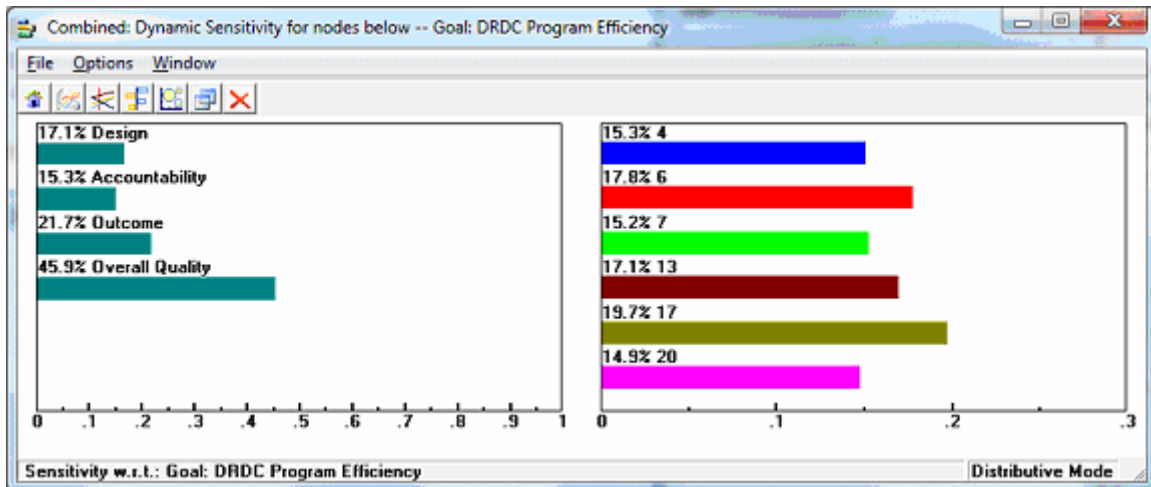 Combined: Dynamic Sensitivity for nodes below -- Goal: DRDC Program Efficiency
File Options Window
17.1% Design
15.3% Accountability
21.7% Outcome
45.9% Overall Quality
0 .1 .2 .3 .4 .5 .6 .7 .8 .9 1
15.3% 4
17.8% 6
15.2% 7
17.1% 13
19.7% 17
14.9% 20
0 .1 .2 .3
Sensitivity w.r.t.: Goal: DRDC Program Efficiency
Distributive Mode